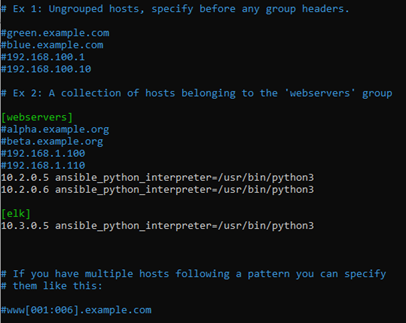 # Ex 1: Ungrouped hosts, specify before any group headers.
#green.example.com
#blue.example.com
#192.168.100.1
#192.168.100.10
# Ex 2: A collection of hosts belonging to the 'webservers' group
[webservers]
#alpha.example.org
#beta.example.org
#192.168.1.100
#192.168.1.110
10.2.0.5 ansible_python_interpreter=/usr/bin/python3
10.2.0.6 ansible_python_interpreter=/usr/bin/python3
[elk]
10.3.0.5 ansible_python_interpreter=/usr/bin/python3
# If you have multiple hosts following a pattern you can specify
# them like this:
#www[001:006].example.com